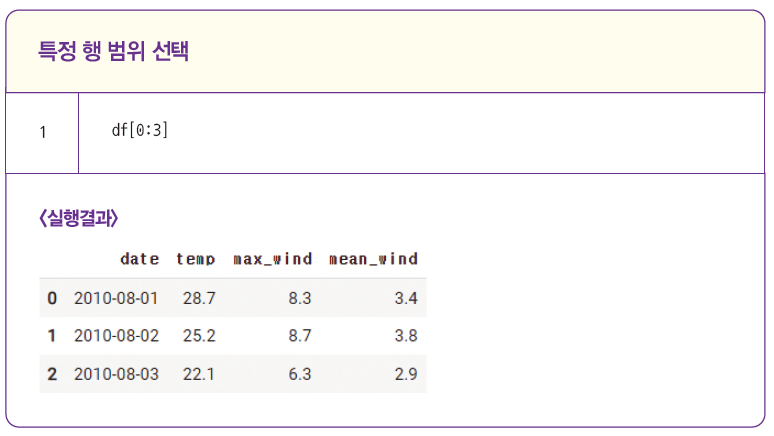 특정 행 범위 선택
1 df[0:3]
<실행결과>
date temp max_wind mean_wind
0 2010-08-01 28.7 8.3 3.4
1 2010-08-02 25.2 8.7 3.8
2 2010-08-03 22.1 6.3 2.9